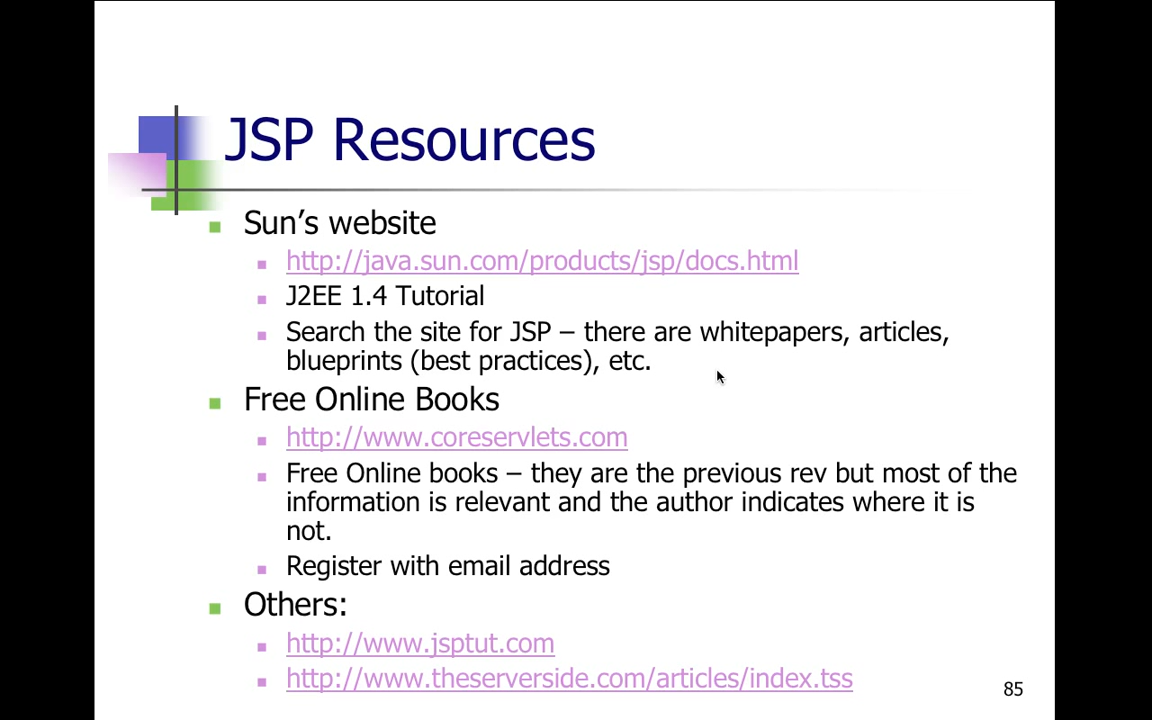 JSP Resources
Sun's website
http://java.sun.com/products/jsp/docs.html
J2EE 1.4 Tutorial
Search the site for JSP – there are whitepapers, articles,
blueprints (best practices), etc.
Free Online Books
http://www.coreservlets.com
Free Online books – they are the previous rev but most of the
information is relevant and the author indicates where it is
not.
Register with email address
Others:
http://www.jsptut.com
http://www.theserverside.com/articles/index.tss
85